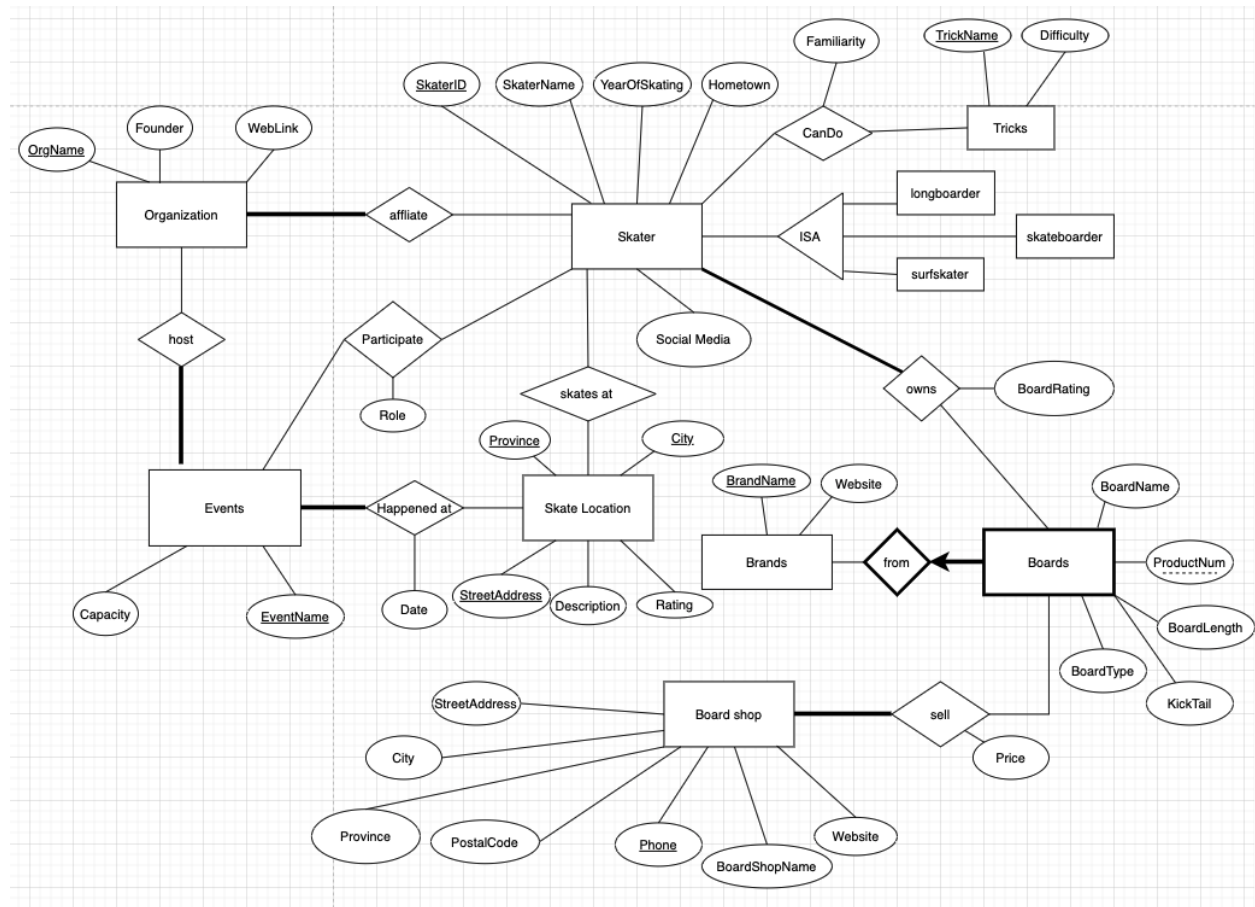 Familiarity
TrickName
Difficulty
SkaterID
SkaterName
YearOfSkating
Hometown
Founder
WebLink
OrgName
CanDo
Tricks
Organization
affliate
Skater
ISA
longboarder
skateboarder
surfskater
host
Participate
Social Media
Role
skates at
owns
BoardRating
Province
City
BrandName
Website
BoardName
Events
Happened at
Skate Location
Brands
from
Boards
ProductNum
Capacity
EventName
Date
StreetAddress
Description
Rating
BoardLength
BoardType
KickTail
StreetAddress
Board shop
sell
City
Price
Province
PostalCode
Phone
BoardShopName
Website